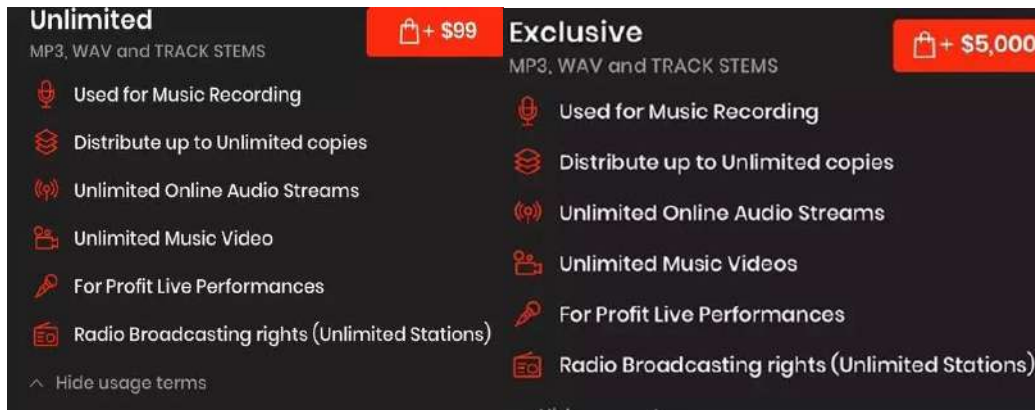 Unlimited
+ $99
MP3, WAV and TRACK STEMS
Used for Music Recording
Distribute up to Unlimited copies
Unlimited Online Audio Streams
Unlimited Music Video
For Profit Live Performances
Radio Broadcasting rights (Unlimited Stations)
Hide usage terms
Exclusive
+ $5,000
MP3, WAV and TRACK STEMS
Used for Music Recording
Distribute up to Unlimited copies
Unlimited Online Audio Streams
Unlimited Music Videos
For Profit Live Performances
Radio Broadcasting rights (Unlimited Stations)